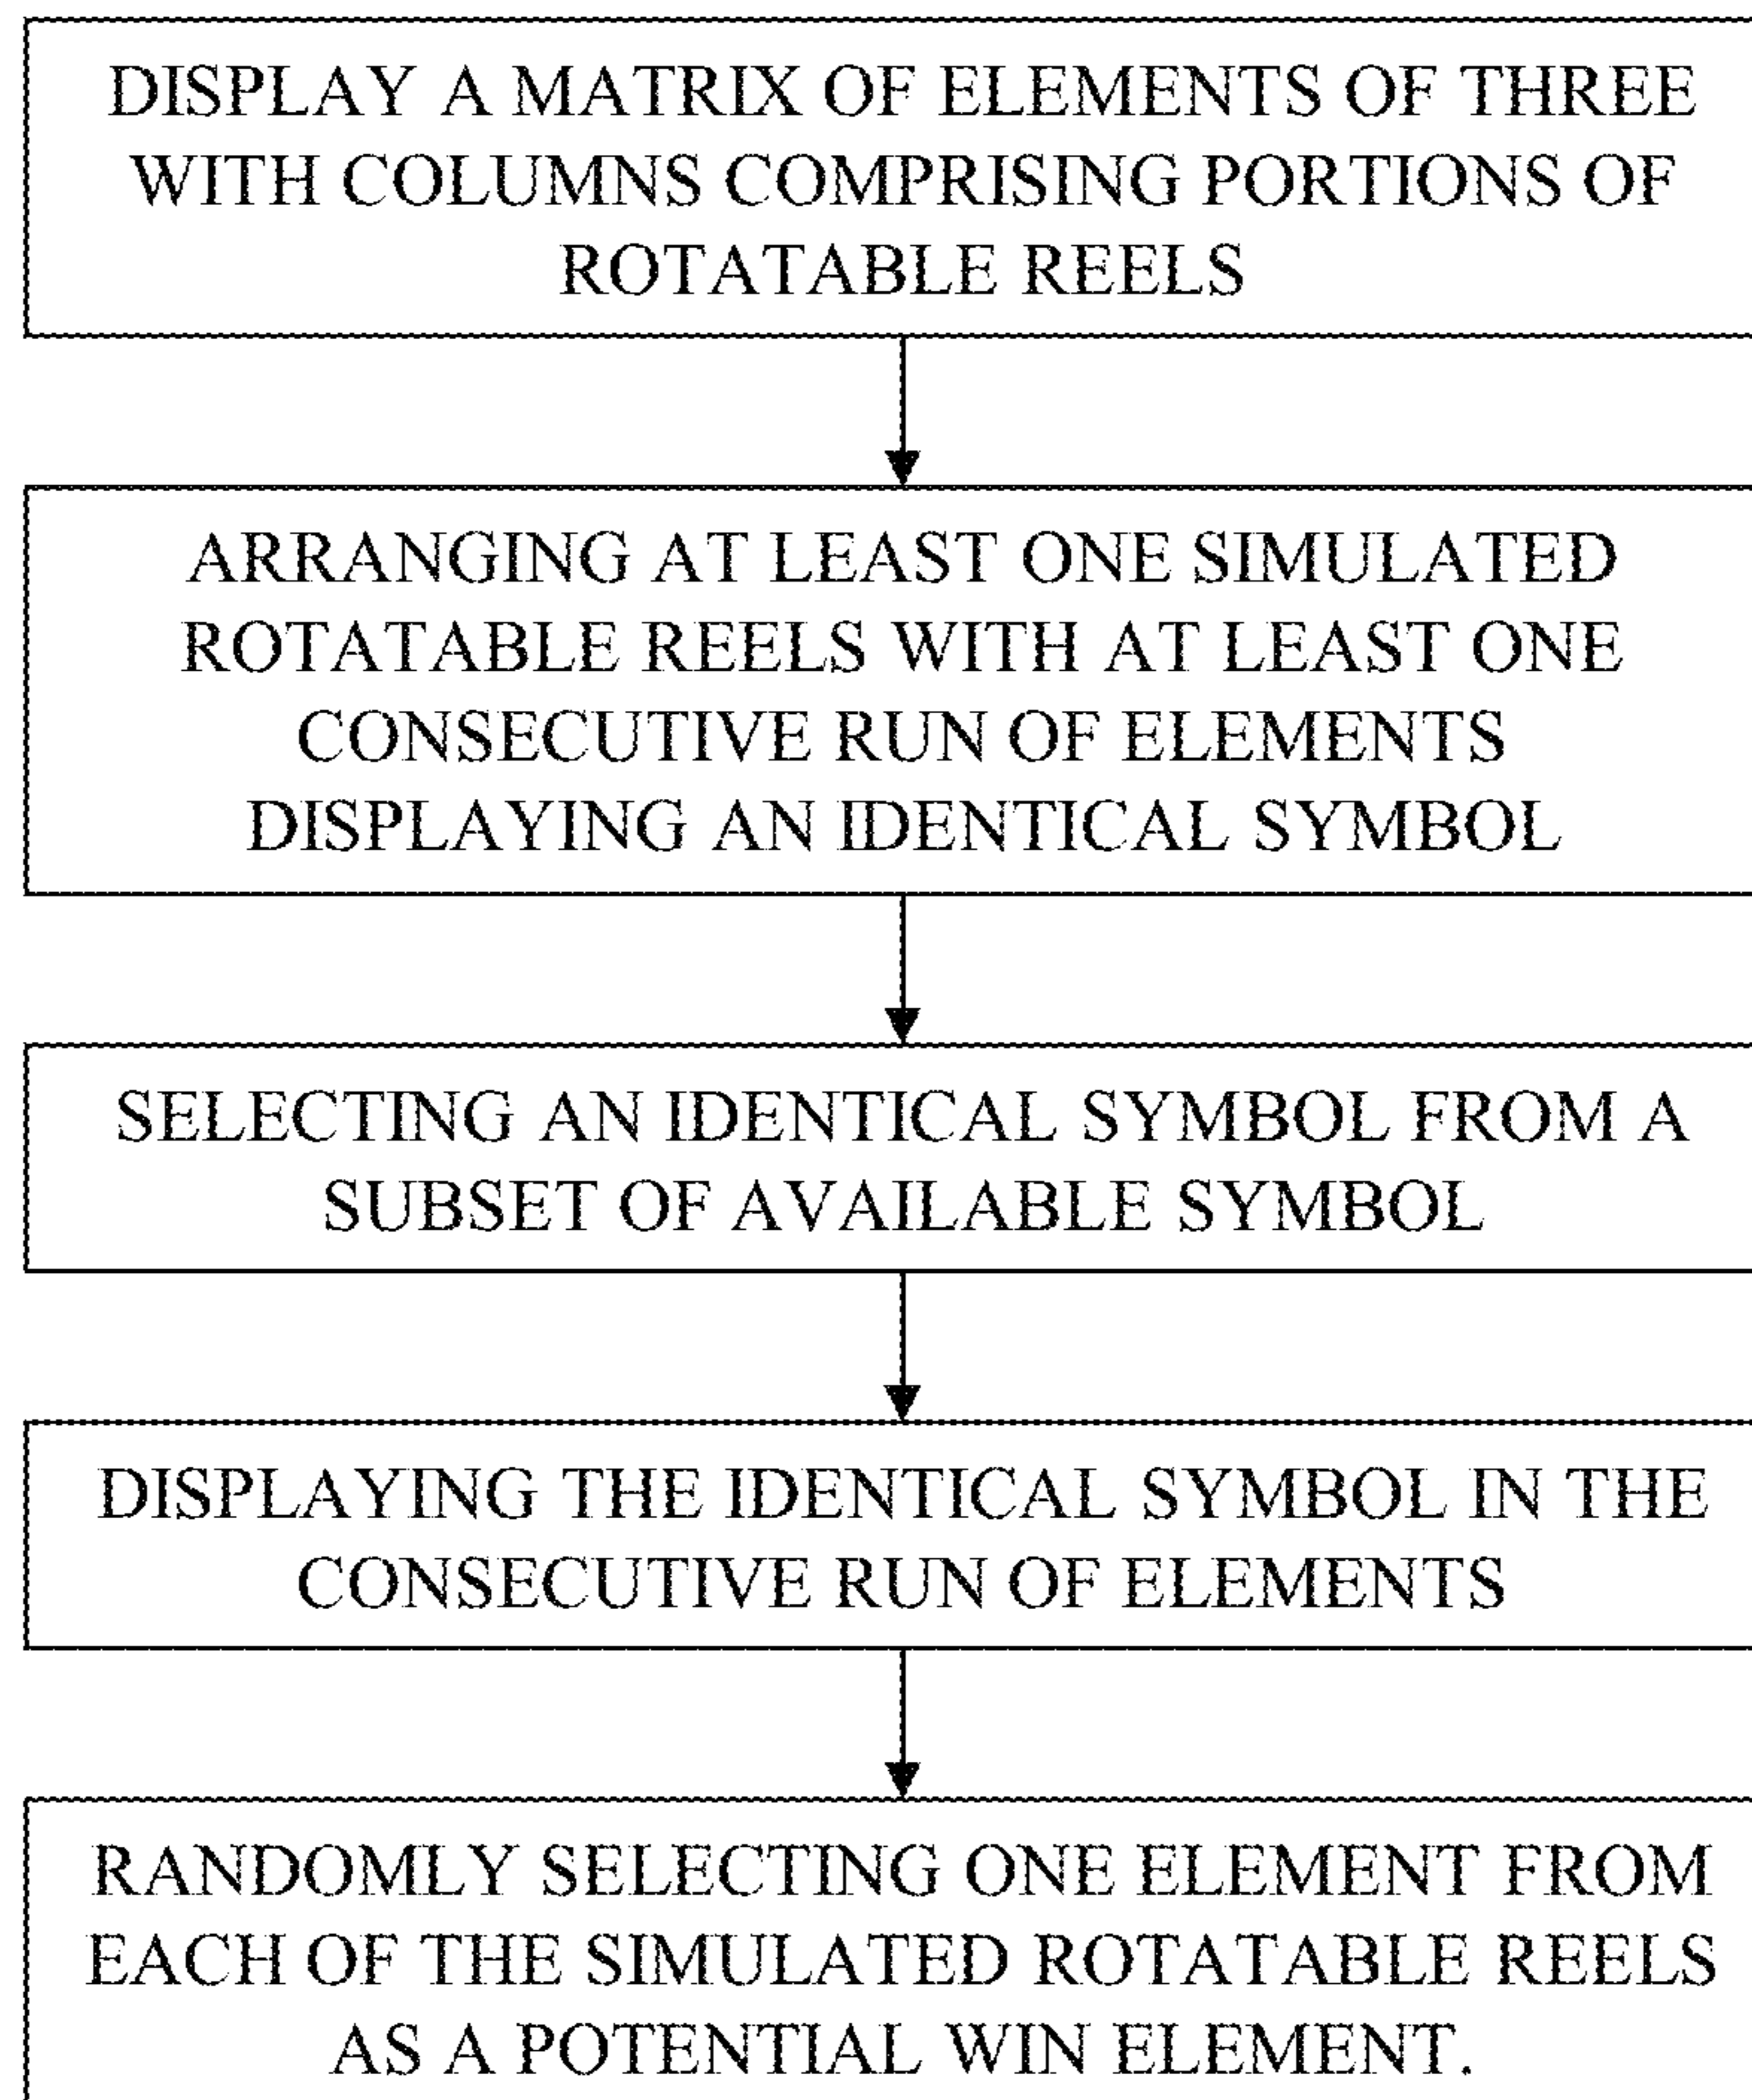 DISPLAY A MATRIX OF ELEMENTS OF THREE
WITH COLUMNS COMPRISING PORTIONS OF
ROTATABLE REELS
ARRANGING AT LEAST ONE SIMULATED
ROTATABLE REELS WITH AT LEAST ONE
CONSECUTIVE RUN OF ELEMENTS
DISPLAYING AN IDENTICAL SYMBOL
SELECTING AN IDENTICAL SYMBOL FROM A
SUBSET OF AVAILABLE SYMBOL
DISPLAYING THE IDENTICAL SYMBOL IN THE
CONSECUTIVE RUN OF ELEMENTS
RANDOMLY SELECTING ONE ELEMENT FROM
EACH OF THE SIMULATED ROTATABLE REELS
AS A POTENTIAL WIN ELEMENT.